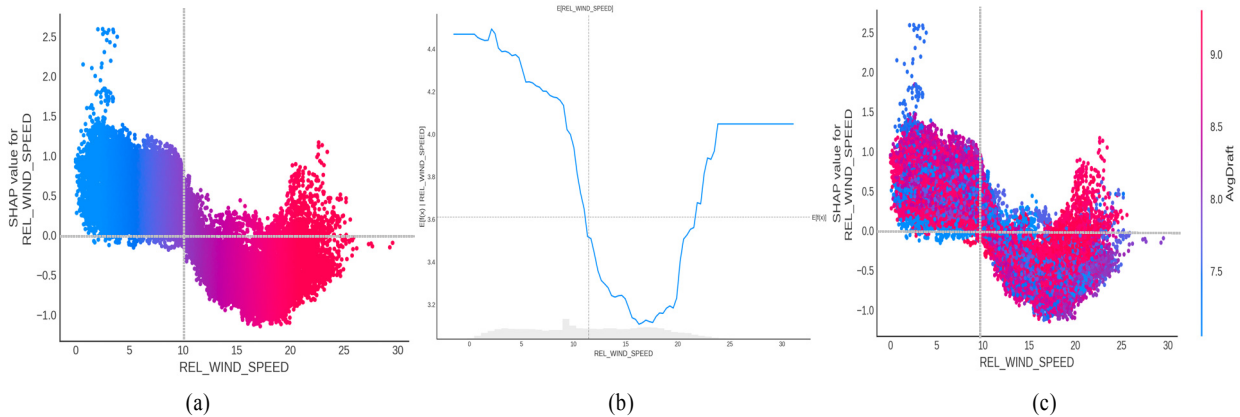 2.5
2.0
1.5
1.0
0.5
0.0
−0.5
−1.0
SHAP value for
REL_WIND_SPEED
0 5 10 15 20 25 30
REL_WIND_SPEED
(a)
E[REL_WIND_SPEED]
4.4
4.2
4.0
3.8
3.6
3.4
3.2
E[f(x) | REL_WIND_SPEED]
E[f(x)]
0 5 10 15 20 25 30
REL_WIND_SPEED
(b)
2.5
2.0
1.5
1.0
0.5
0.0
−0.5
−1.0
SHAP value for
REL_WIND_SPEED
0 5 10 15 20 25 30
REL_WIND_SPEED
9.0
8.5
8.0
7.5
AvgDraft
(c)